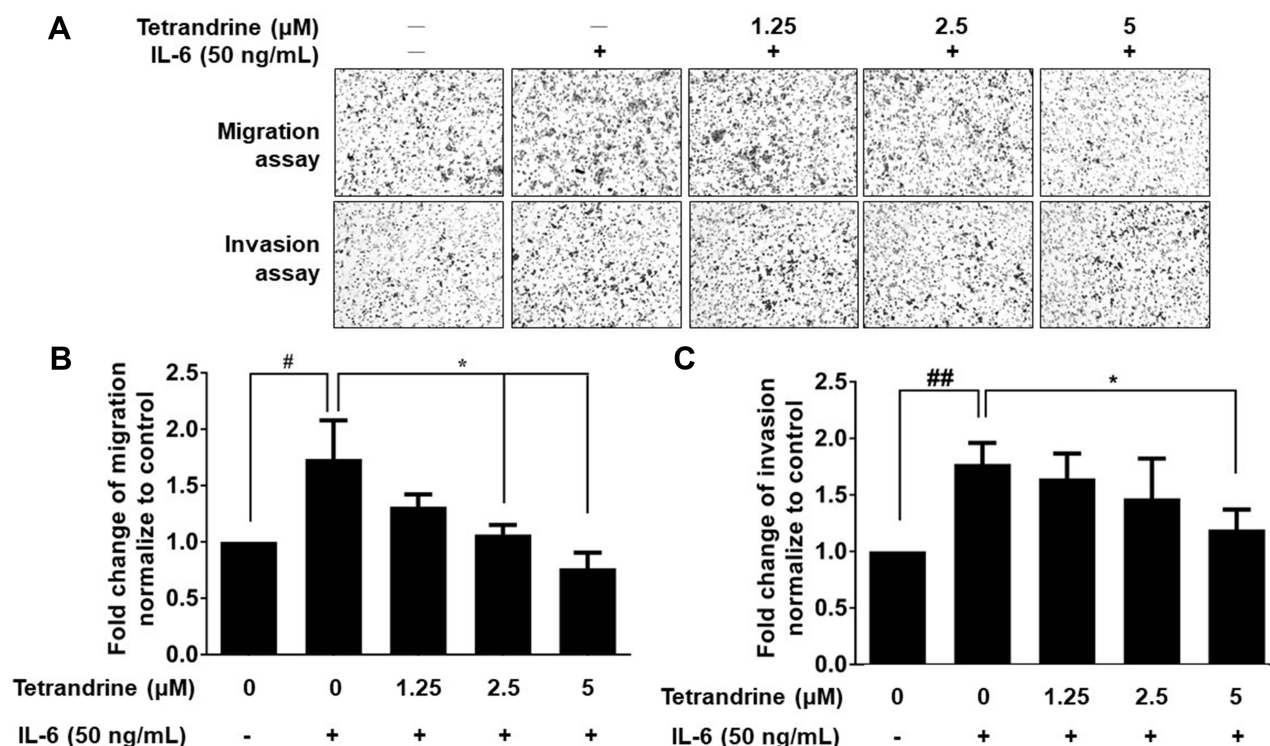 A
Tetrandrine (μM) — — 1.25 2.5 5
IL-6 (50 ng/mL) — + + + +
Migration
assay
Invasion
assay
B
Fold change of migration
normalize to control
2.5
2.0
1.5
1.0
0.5
0.0
# *
Tetrandrine (μM) 0 0 1.25 2.5 5
IL-6 (50 ng/mL) - + + + +
C
Fold change of invasion
normalize to control
2.5
2.0
1.5
1.0
0.5
0.0
## *
Tetrandrine (μM) 0 0 1.25 2.5 5
IL-6 (50 ng/mL) - + + + +